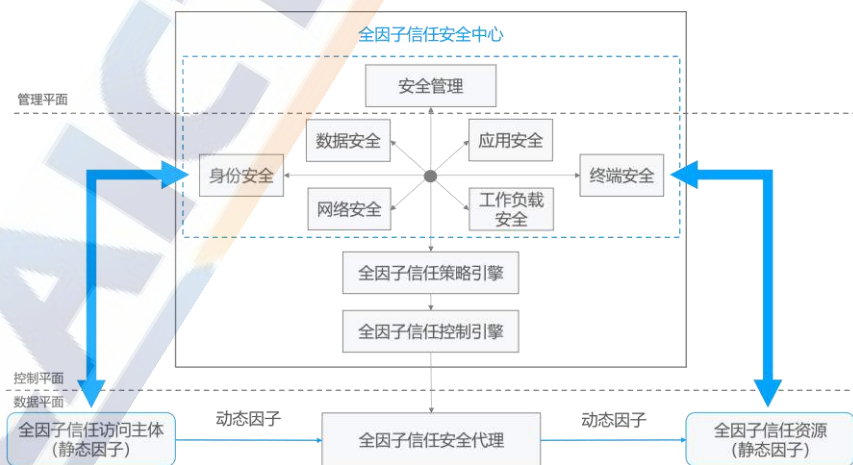 全因子信任安全中心
安全管理
管理平面
数据安全
应用安全
身份安全
终端安全
网络安全
工作负载
安全
全因子信任策略引擎
全因子信任控制引擎
控制平面
数据平面
全因子信任访问主体
(静态因子)
动态因子
全因子信任安全代理
动态因子
全因子信任资源
(静态因子)